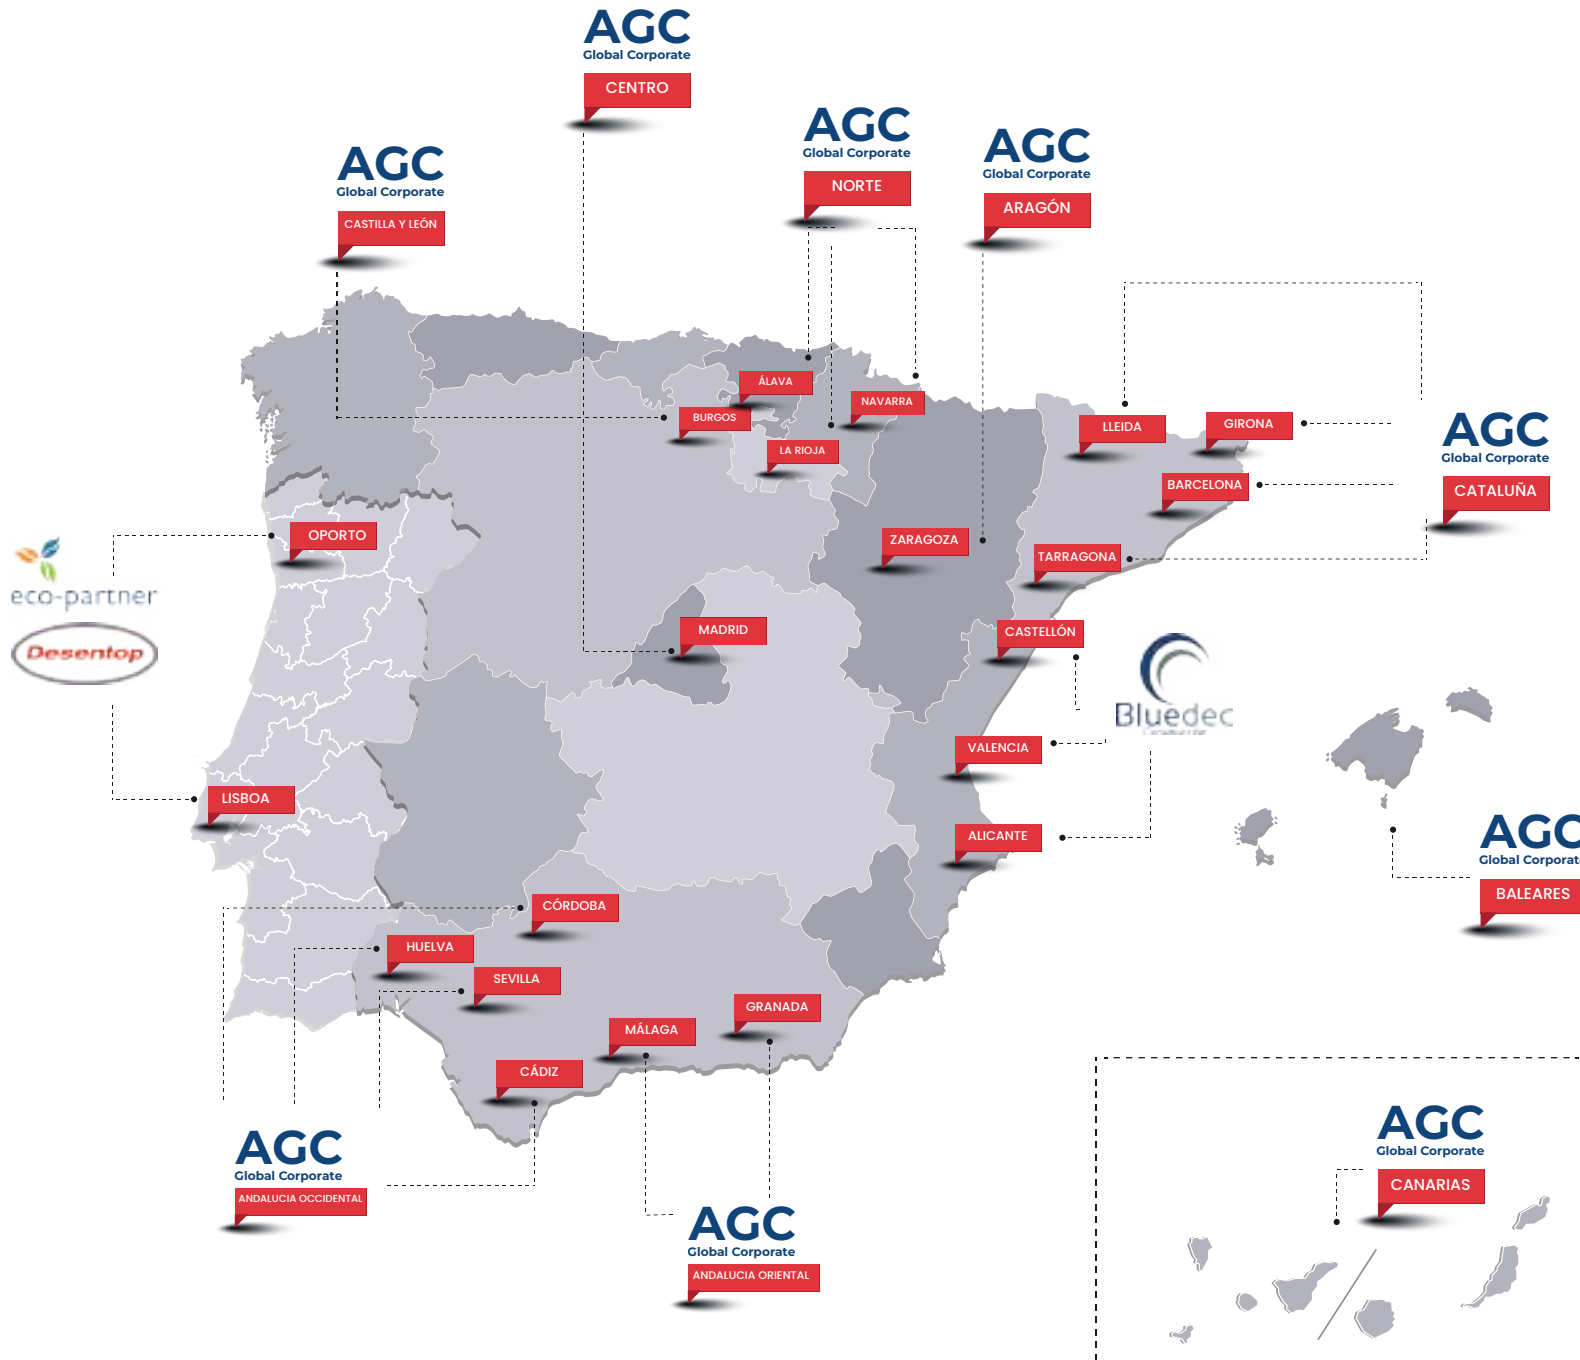 AGC
Global Corporate
CENTRO
AGC
Global Corporate
NORTE
AGC
Global Corporate
ARAGÓN
AGC
Global Corporate
CASTILLA Y LEÓN
ÁLAVA
NAVARRA
BURGOS
LA RIOJA
LLEIDA
GIRONA
BARCELONA
TARRAGONA
AGC
Global Corporate
CATALUÑA
ZARAGOZA
OPORTO
eco-partner
Desentop
MADRID
CASTELLÓN
Bluedec
VALENCIA
LISBOA
ALICANTE
AGC
Global Corporat
BALEARES
CÓRDOBA
HUELVA
SEVILLA
GRANADA
MÁLAGA
CÁDIZ
AGC
Global Corporate
ANDALUCIA OCCIDENTAL
AGC
Global Corporate
ANDALUCIA ORIENTAL
AGC
Global Corporate
CANARIAS